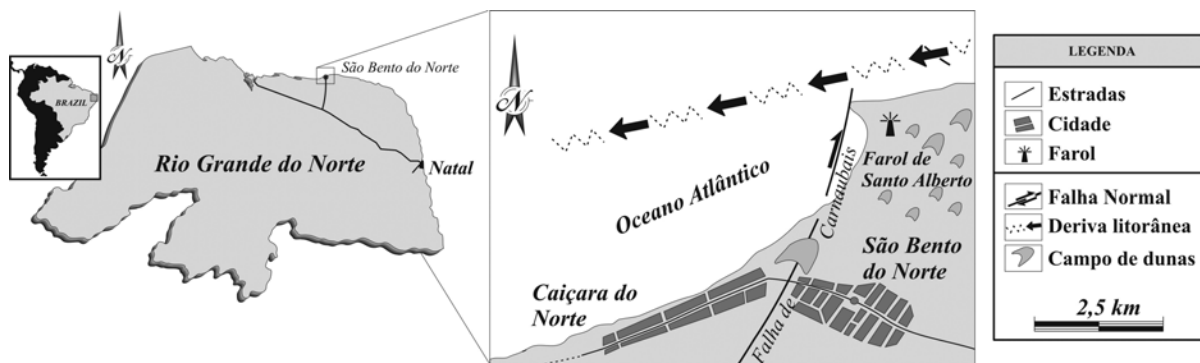 N
BRAZIL
São Bento do Norte
Rio Grande do Norte
Natal
N
Oceano Atlântico
Farol de
Santo Alberto
Falha de Carnaubais
São Bento
do Norte
Caiçara do
Norte
LEGENDA
Estradas
Cidade
Farol
Falha Normal
Deriva litorânea
Campo de dunas
2,5 km